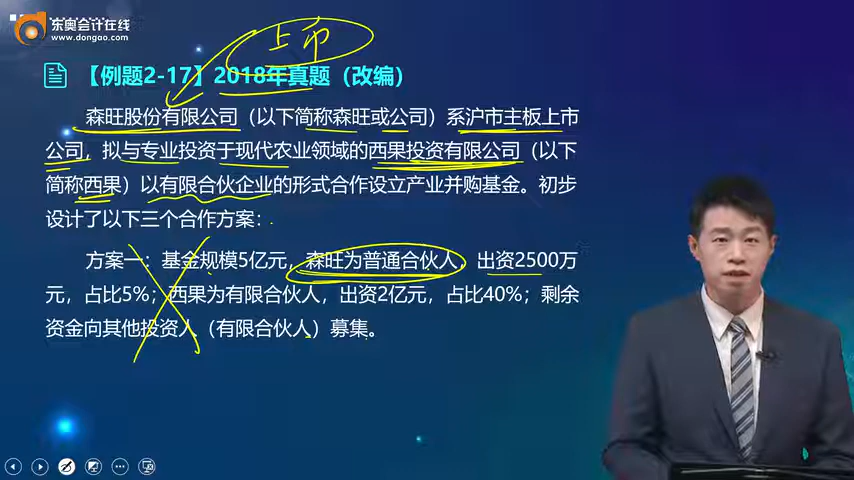 东奥会计在线
www.dongao.com
上市
【例题2-17】2018年真题（改编）
森旺股份有限公司（以下简称森旺或公司）系沪市主板上市
公司，拟与专业投资于现代农业领域的西果投资有限公司（以下
简称西果）以有限合伙企业的形式合作设立产业并购基金。初步
设计了以下三个合作方案：
方案一：基金规模5亿元，森旺为普通合伙人，出资2500万
元，占比5%；西果为有限合伙人，出资2亿元，占比40%；剩余
资金向其他投资人（有限合伙人）募集。